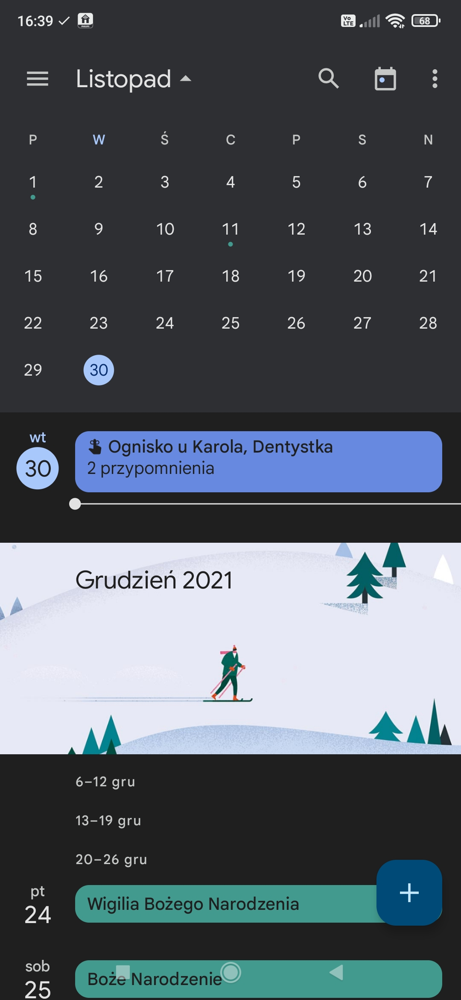 16:39
PHILIPS
Vo LTE
68
Listopad
P W Ś C P S N
1 2 3 4 5 6 7
8 9 10 11 12 13 14
15 16 17 18 19 20 21
22 23 24 25 26 27 28
29 30
wt
30
Ognisko u Karola, Dentystka
2 przypomnienia
Grudzień 2021
6–12 gru
13–19 gru
20–26 gru
pt
24
Wigilia Bożego Narodzenia
sob
25
Boże Narodzenie